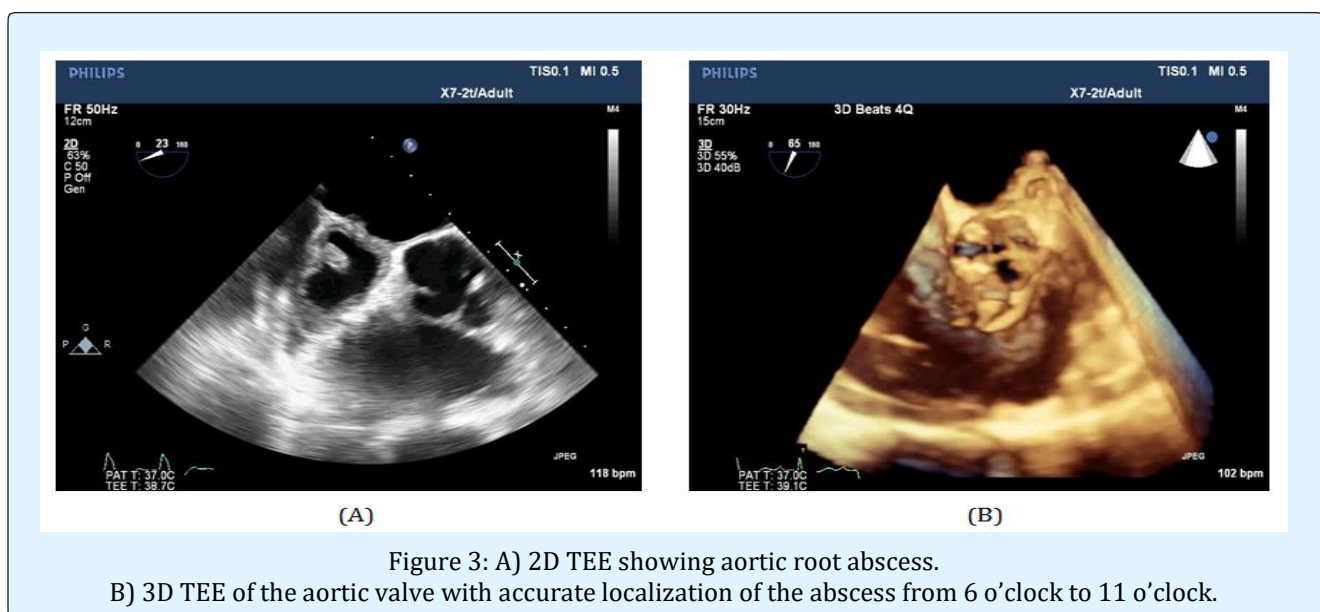 PHILIPS
TIS0.1 MI 0.5
X7-2t/Adult
FR 50Hz
12cm
M4
2D
63%
C 50
P Off
Gen
0 23 180
P
G
P R
JPEG
PAT T: 37.0C
TEE T: 38.7C
118 bpm
(A)
PHILIPS
TIS0.1 MI 0.5
X7-2t/Adult
FR 30Hz
15cm
3D Beats 4Q
M4
3D
3D 55%
3D 40dB
0 65 180
JPEG
PAT T: 37.0C
TEE T: 39.1C
102 bpm
(B)
Figure 3: A) 2D TEE showing aortic root abscess.
B) 3D TEE of the aortic valve with accurate localization of the abscess from 6 o’clock to 11 o’clock.